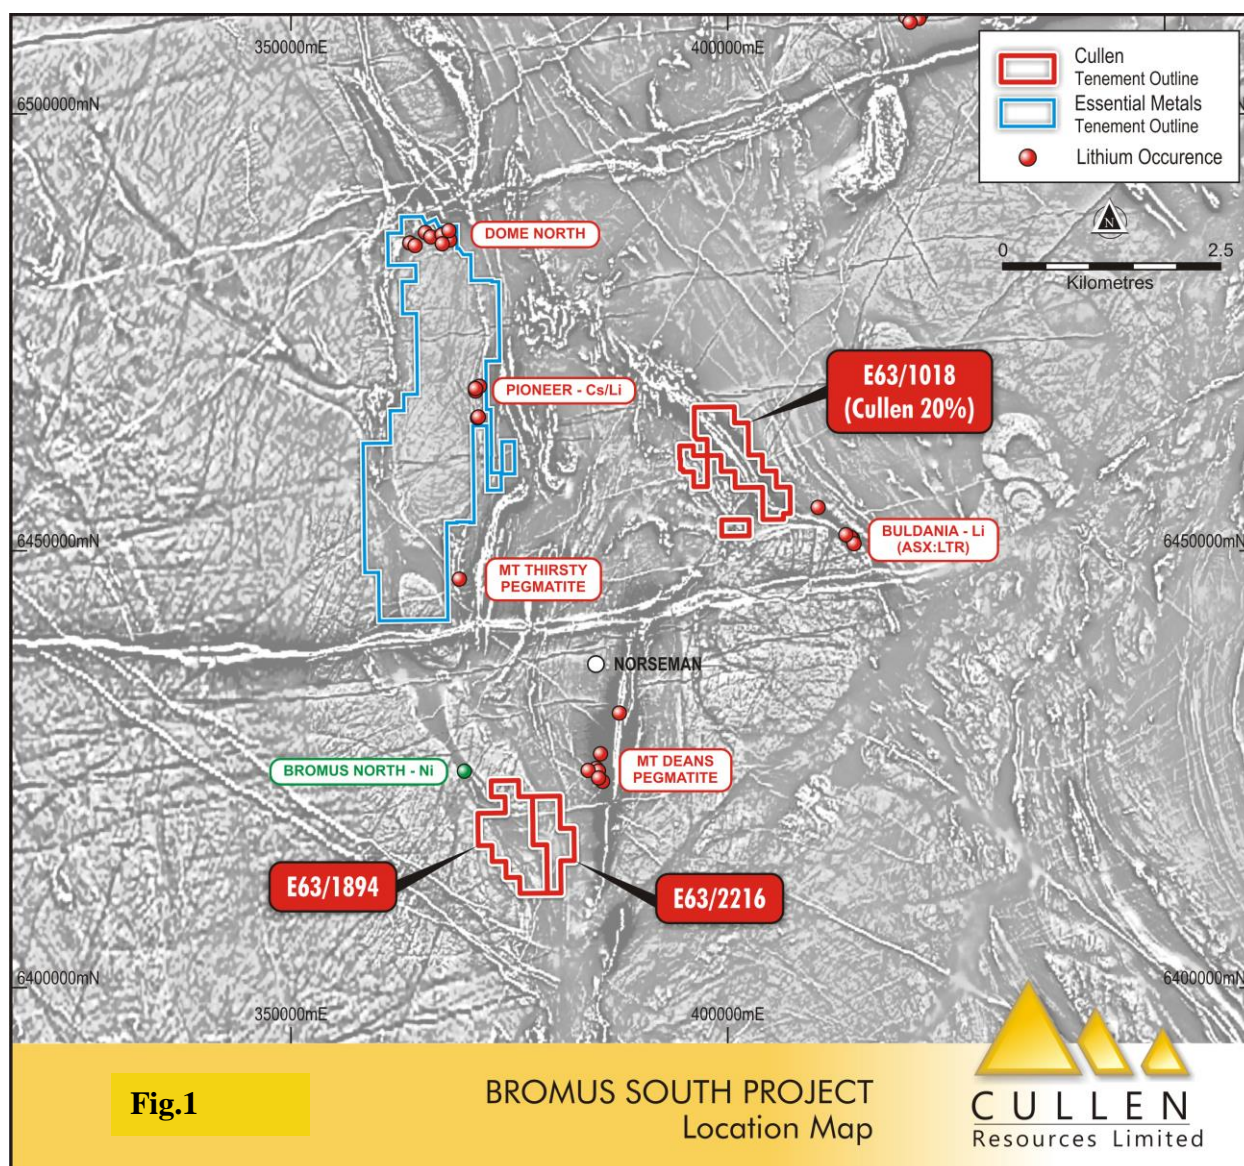 350000mE
400000mE
6500000mN
Cullen
Tenement Outline
Essential Metals
Tenement Outline
Lithium Occurence
N
0
2.5
Kilometres
DOME NORTH
PIONEER - Cs/Li
E63/1018
(Cullen 20%)
BULDANIA - Li
(ASX:LTR)
6450000mN
6450000mN
MT THIRSTY
PEGMATITE
NORSEMAN
BROMUS NORTH - Ni
MT DEANS
PEGMATITE
E63/1894
E63/2216
6400000mN
6400000mN
350000mE
400000mE
Fig.1
BROMUS SOUTH PROJECT
Location Map
CULLEN
Resources Limited